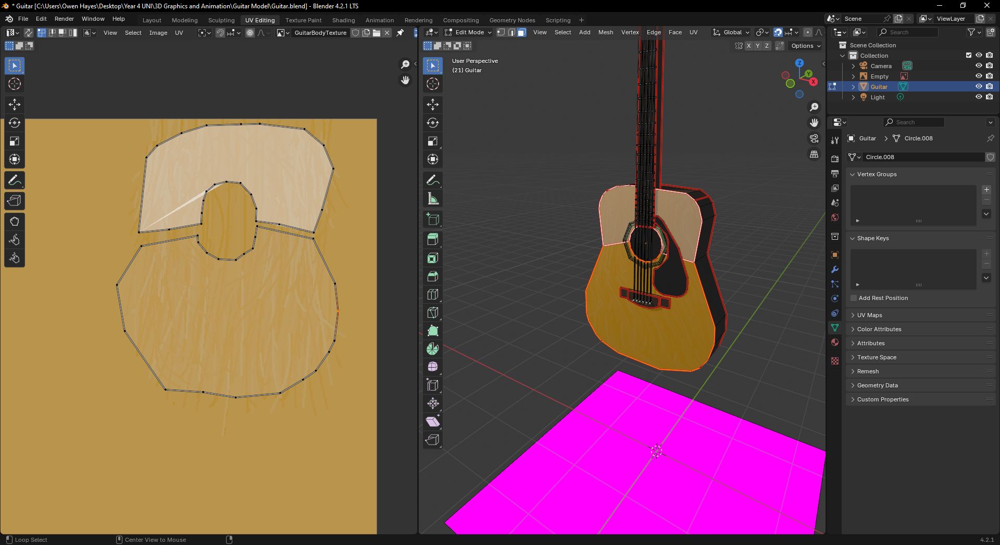 * Guitar [C:\Users\Owen Hayes\Desktop\Year 4 UNI\3D Graphics and Animation\Guitar Model\Guitar.blend] - Blender 4.2.1 LTS
File Edit Render Window Help
Layout Modeling Sculpting UV Editing Texture Paint Shading Animation Rendering Compositing Geometry Nodes Scripting +
Scene
ViewLayer
View Select Image UV
GuitarBodyTexture
Edit Mode
View Select Add Mesh Vertex Edge Face UV
Global
X Y Z
Options
User Perspective
(21) Guitar
Z
Y
X
Search
Scene Collection
Collection
Camera
Empty
Guitar
Light
Search
Guitar > Circle.008
Circle.008
Vertex Groups
Shape Keys
Add Rest Position
UV Maps
Color Attributes
Attributes
Texture Space
Remesh
Geometry Data
Custom Properties
Loop Select
Center View to Mouse
4.2.1